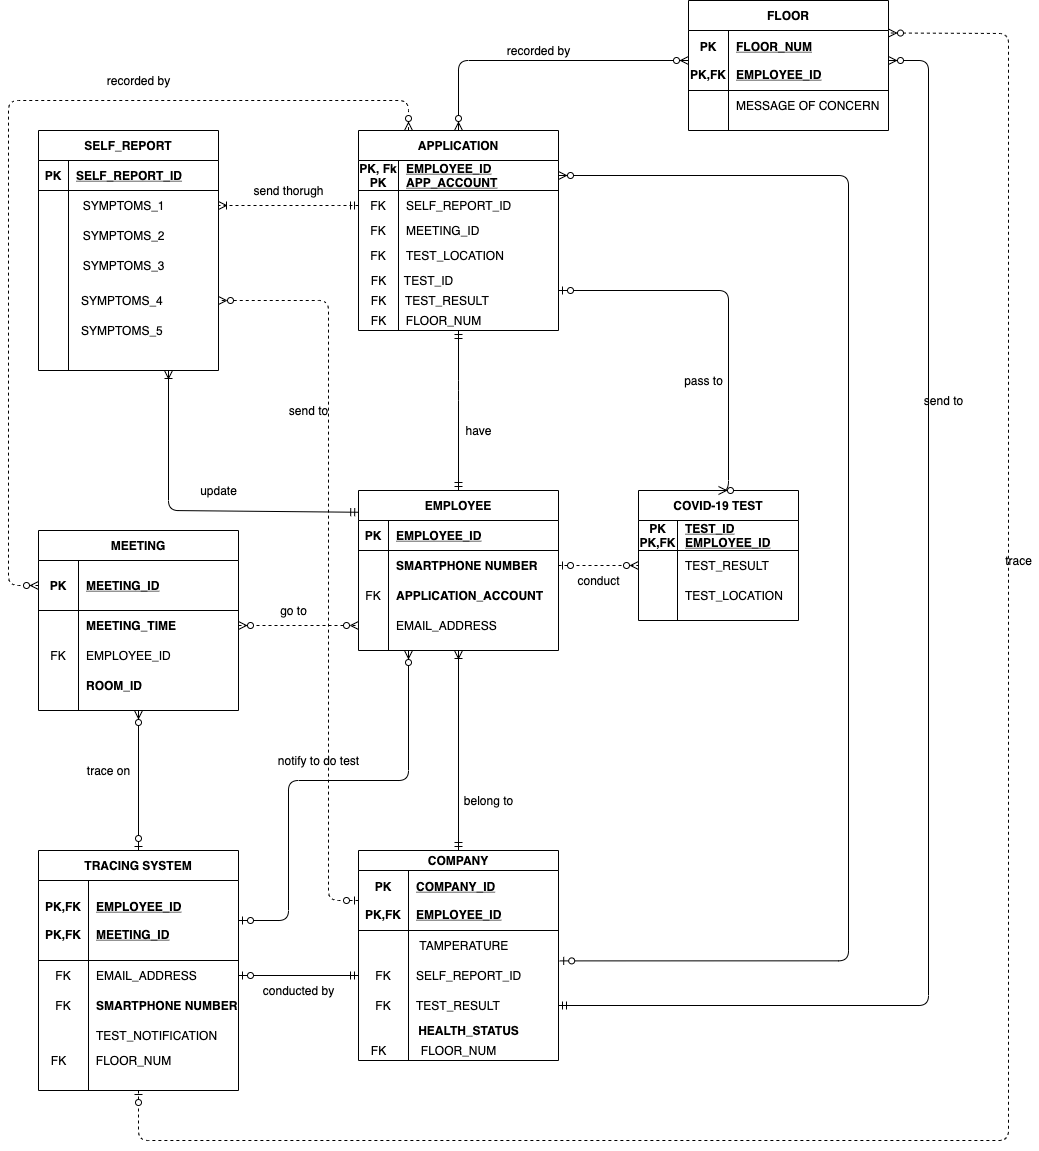 FLOOR
PK FLOOR_NUM
PK,FK EMPLOYEE_ID
MESSAGE OF CONCERN
recorded by
recorded by
SELF_REPORT
PK SELF_REPORT_ID
SYMPTOMS_1
SYMPTOMS_2
SYMPTOMS_3
SYMPTOMS_4
SYMPTOMS_5
send thorugh
APPLICATION
PK, Fk EMPLOYEE_ID
PK APP_ACCOUNT
FK SELF_REPORT_ID
FK MEETING_ID
FK TEST_LOCATION
FK TEST_ID
FK TEST_RESULT
FK FLOOR_NUM
pass to
send to
send to
have
update
trace
EMPLOYEE
PK EMPLOYEE_ID
SMARTPHONE NUMBER
FK APPLICATION_ACCOUNT
EMAIL_ADDRESS
COVID-19 TEST
PK TEST_ID
PK,FK EMPLOYEE_ID
TEST_RESULT
TEST_LOCATION
conduct
MEETING
PK MEETING_ID
MEETING_TIME
FK EMPLOYEE_ID
ROOM_ID
go to
trace on
notify to do test
belong to
TRACING SYSTEM
PK,FK EMPLOYEE_ID
PK,FK MEETING_ID
FK EMAIL_ADDRESS
FK SMARTPHONE NUMBER
TEST_NOTIFICATION
FK FLOOR_NUM
conducted by
COMPANY
PK COMPANY_ID
PK,FK EMPLOYEE_ID
TAMPERATURE
FK SELF_REPORT_ID
FK TEST_RESULT
HEALTH_STATUS
FK FLOOR_NUM